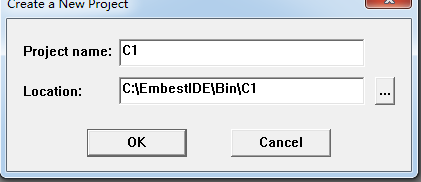 Create a New Project
Project name: C1
Location: C:\EmbestIDE\Bin\C1 ...
OK Cancel